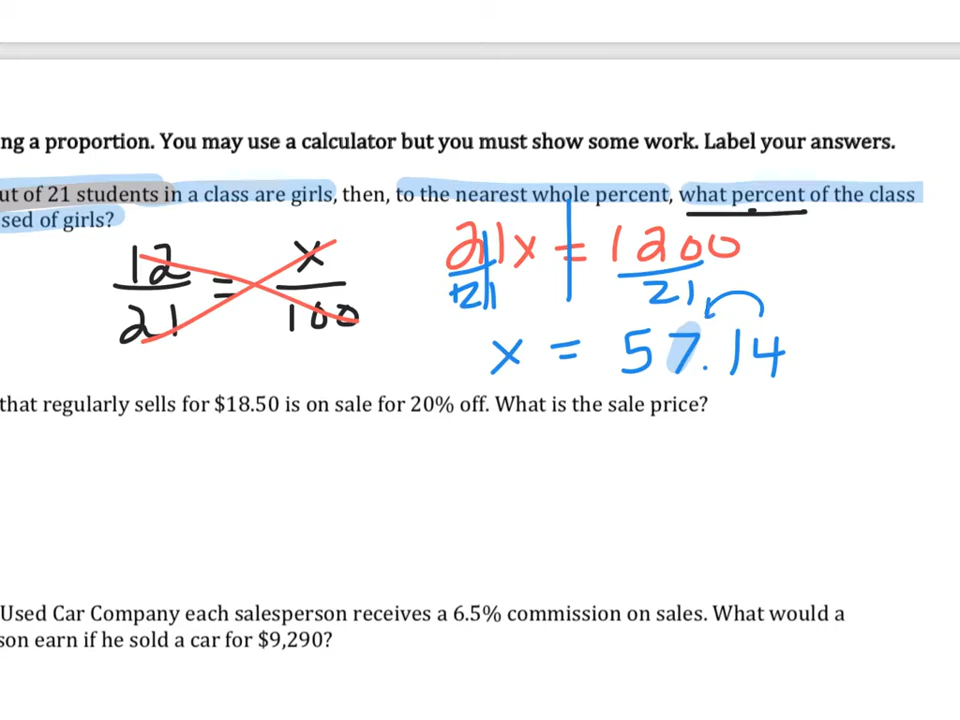 ng a proportion. You may use a calculator but you must show some work. Label your answers.
ut of 21 students in a class are girls, then, to the nearest whole percent, what percent of the class
sed of girls?
12/21 = x/100
21x = 1200
21 21
x = 57.14
that regularly sells for $18.50 is on sale for 20% off. What is the sale price?
Used Car Company each salesperson receives a 6.5% commission on sales. What would a
son earn if he sold a car for $9,290?